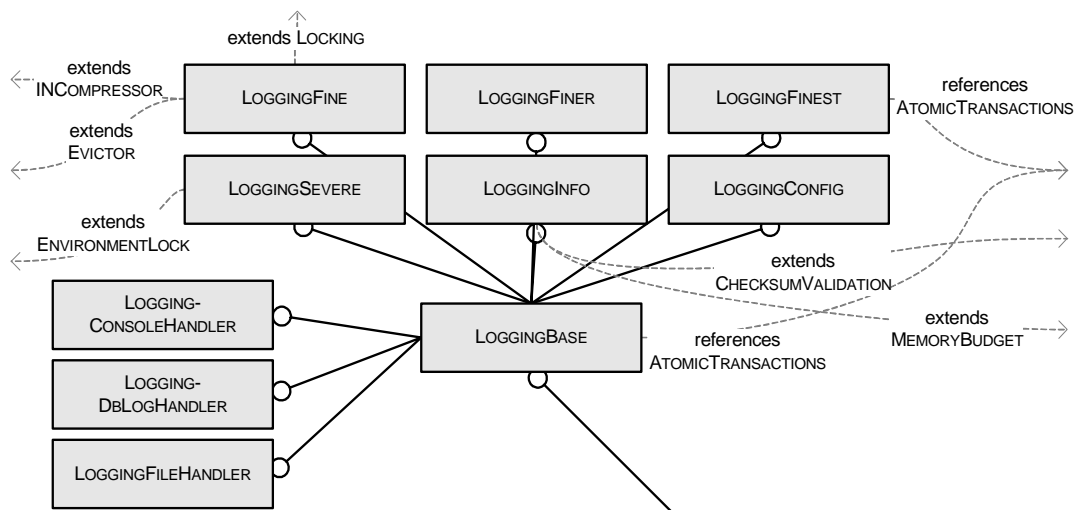 extends LOCKING
extends
INCOMPRESSOR
LOGGINGFINE
LOGGINGFINER
LOGGINGFINEST
references
ATOMICTRANSACTIONS
extends
EVICTOR
LOGGINGSEVERE
LOGGINGINFO
LOGGINGCONFIG
extends
ENVIRONMENTLOCK
extends
CHECKSUMVALIDATION
LOGGING-
CONSOLEHANDLER
LOGGINGBASE
references
ATOMICTRANSACTIONS
extends
MEMORYBUDGET
LOGGING-
DBLOGHANDLER
LOGGINGFILEHANDLER